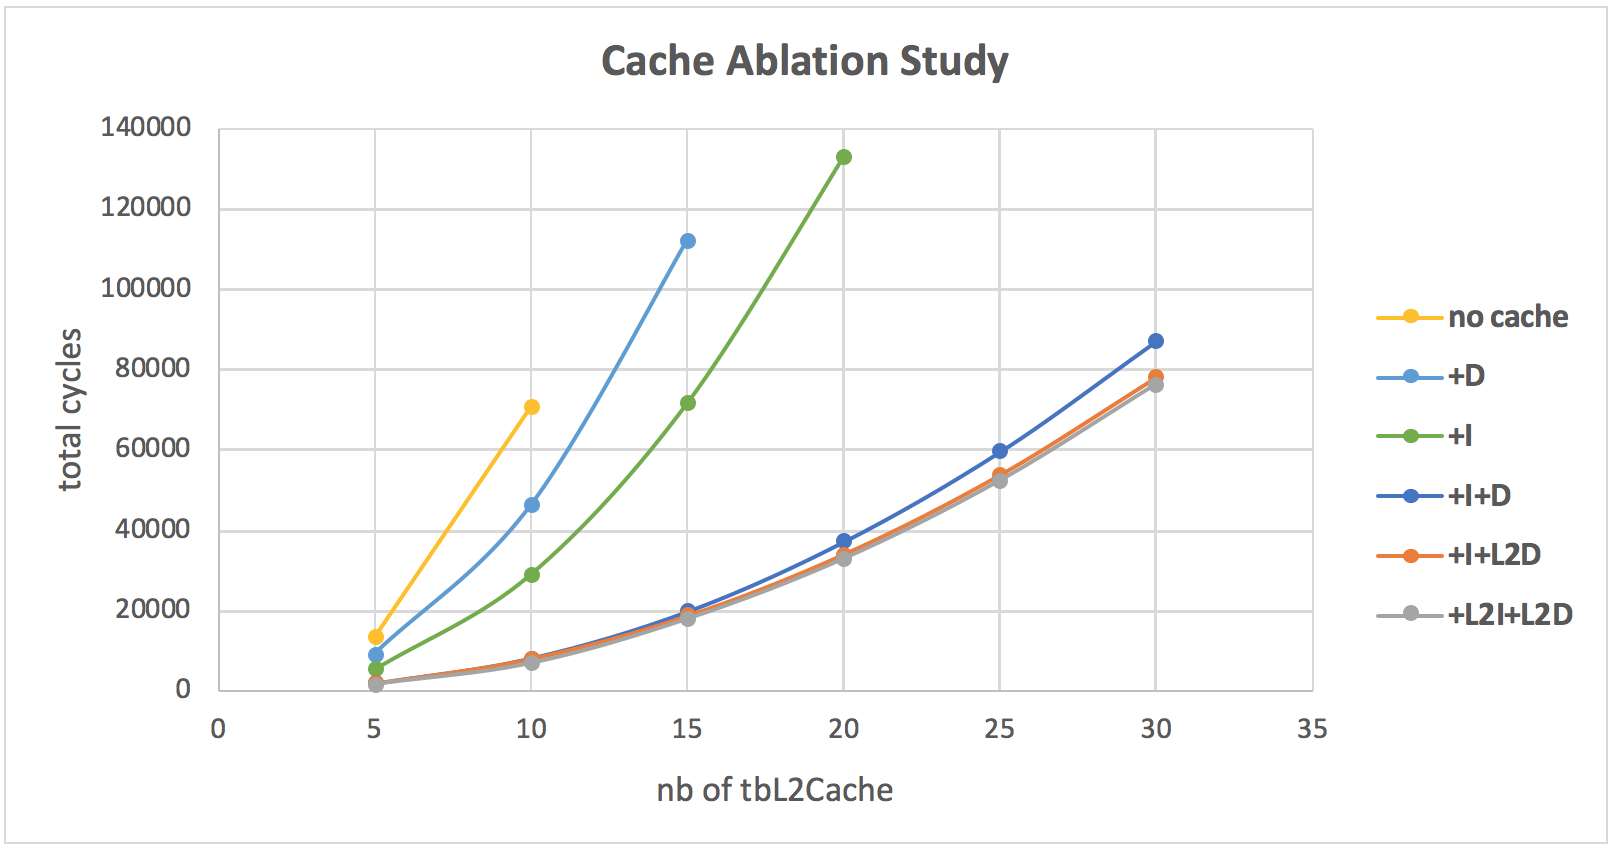 Cache Ablation Study
140000
120000
100000
80000
60000
40000
20000
0
total cycles
0 5 10 15 20 25 30 35
nb of tbL2Cache
no cache
+D
+I
+I+D
+I+L2D
+L2I+L2D